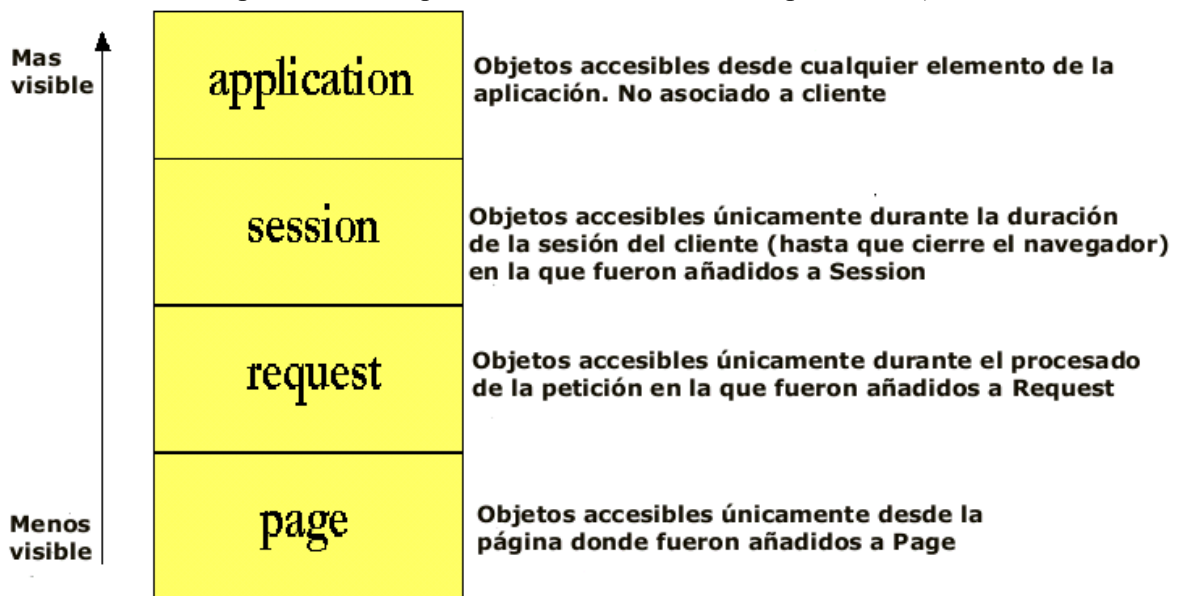 Mas
visible
application
Objetos accesibles desde cualquier elemento de la
aplicación. No asociado a cliente
session
Objetos accesibles únicamente durante la duración
de la sesión del cliente (hasta que cierre el navegador)
en la que fueron añadidos a Session
request
Objetos accesibles únicamente durante el procesado
de la petición en la que fueron añadidos a Request
Menos
visible
page
Objetos accesibles únicamente desde la
página donde fueron añadidos a Page